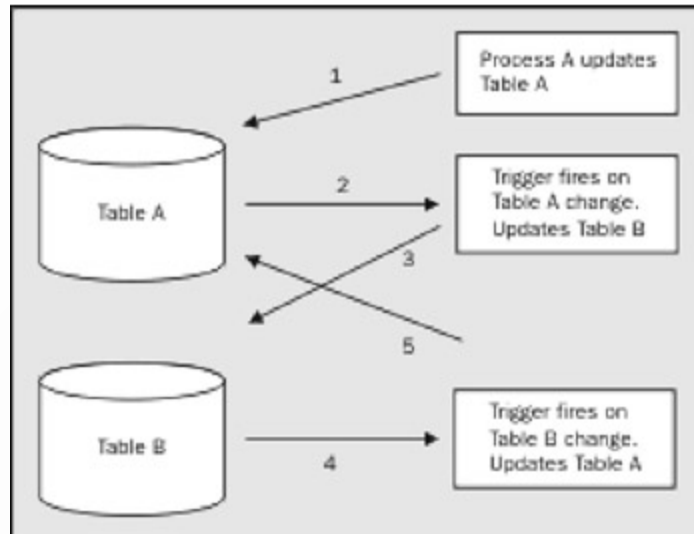 Process A updates
Table A
1
Table A
2
Trigger fires on
Table A change.
Updates Table B
3
5
Table B
4
Trigger fires on
Table B change.
Updates Table A